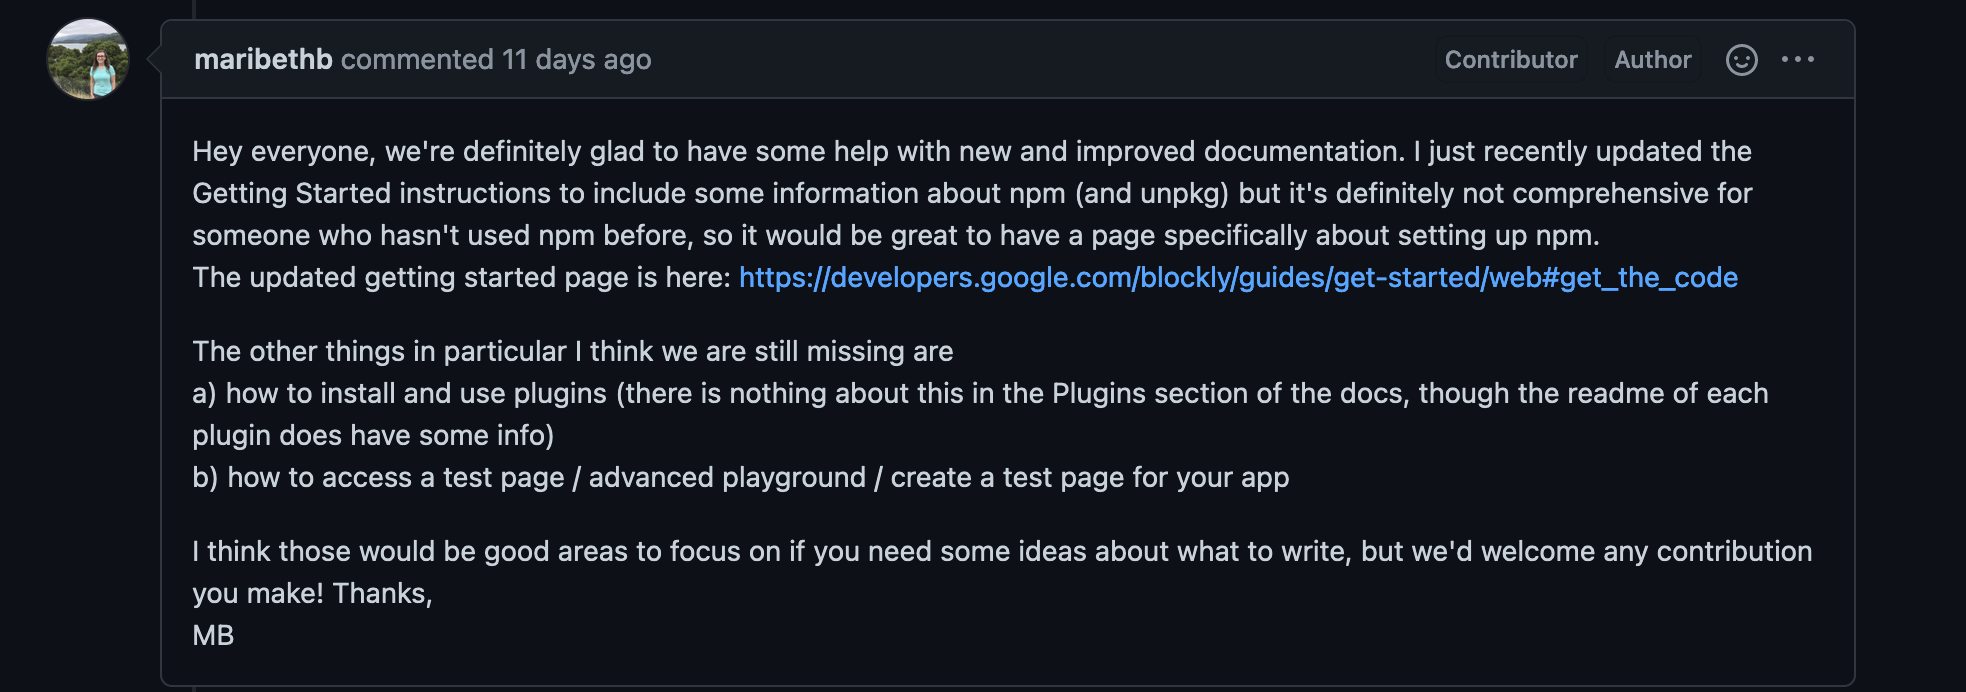 maribethb commented 11 days ago
Contributor
Author
Hey everyone, we're definitely glad to have some help with new and improved documentation. I just recently updated the
Getting Started instructions to include some information about npm (and unpkg) but it's definitely not comprehensive for
someone who hasn't used npm before, so it would be great to have a page specifically about setting up npm.
The updated getting started page is here: https://developers.google.com/blockly/guides/get-started/web#get_the_code
The other things in particular I think we are still missing are
a) how to install and use plugins (there is nothing about this in the Plugins section of the docs, though the readme of each
plugin does have some info)
b) how to access a test page / advanced playground / create a test page for your app
I think those would be good areas to focus on if you need some ideas about what to write, but we'd welcome any contribution
you make! Thanks,
MB